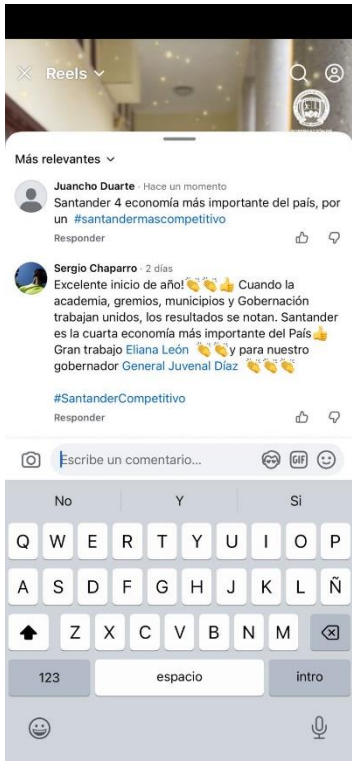 Reels
Más relevantes
Juancho Duarte · Hace un momento
Santander 4 economía más importante del país, por
un #santandermascompetitivo
Responder
Sergio Chaparro · 2 días
Excelente inicio de año!👏👏👍 Cuando la
academia, gremios, municipios y Gobernación
trabajan unidos, los resultados se notan. Santander
es la cuarta economía más importante del País👍
Gran trabajo Eliana León 👏👏y para nuestro
gobernador General Juvenal Díaz 👏👏👏
#SantanderCompetitivo
Responder
Escribe un comentario...
GIF
No Y Si
Q W E R T Y U I O P
A S D F G H J K L Ñ
Z X C V B N M
123 espacio intro